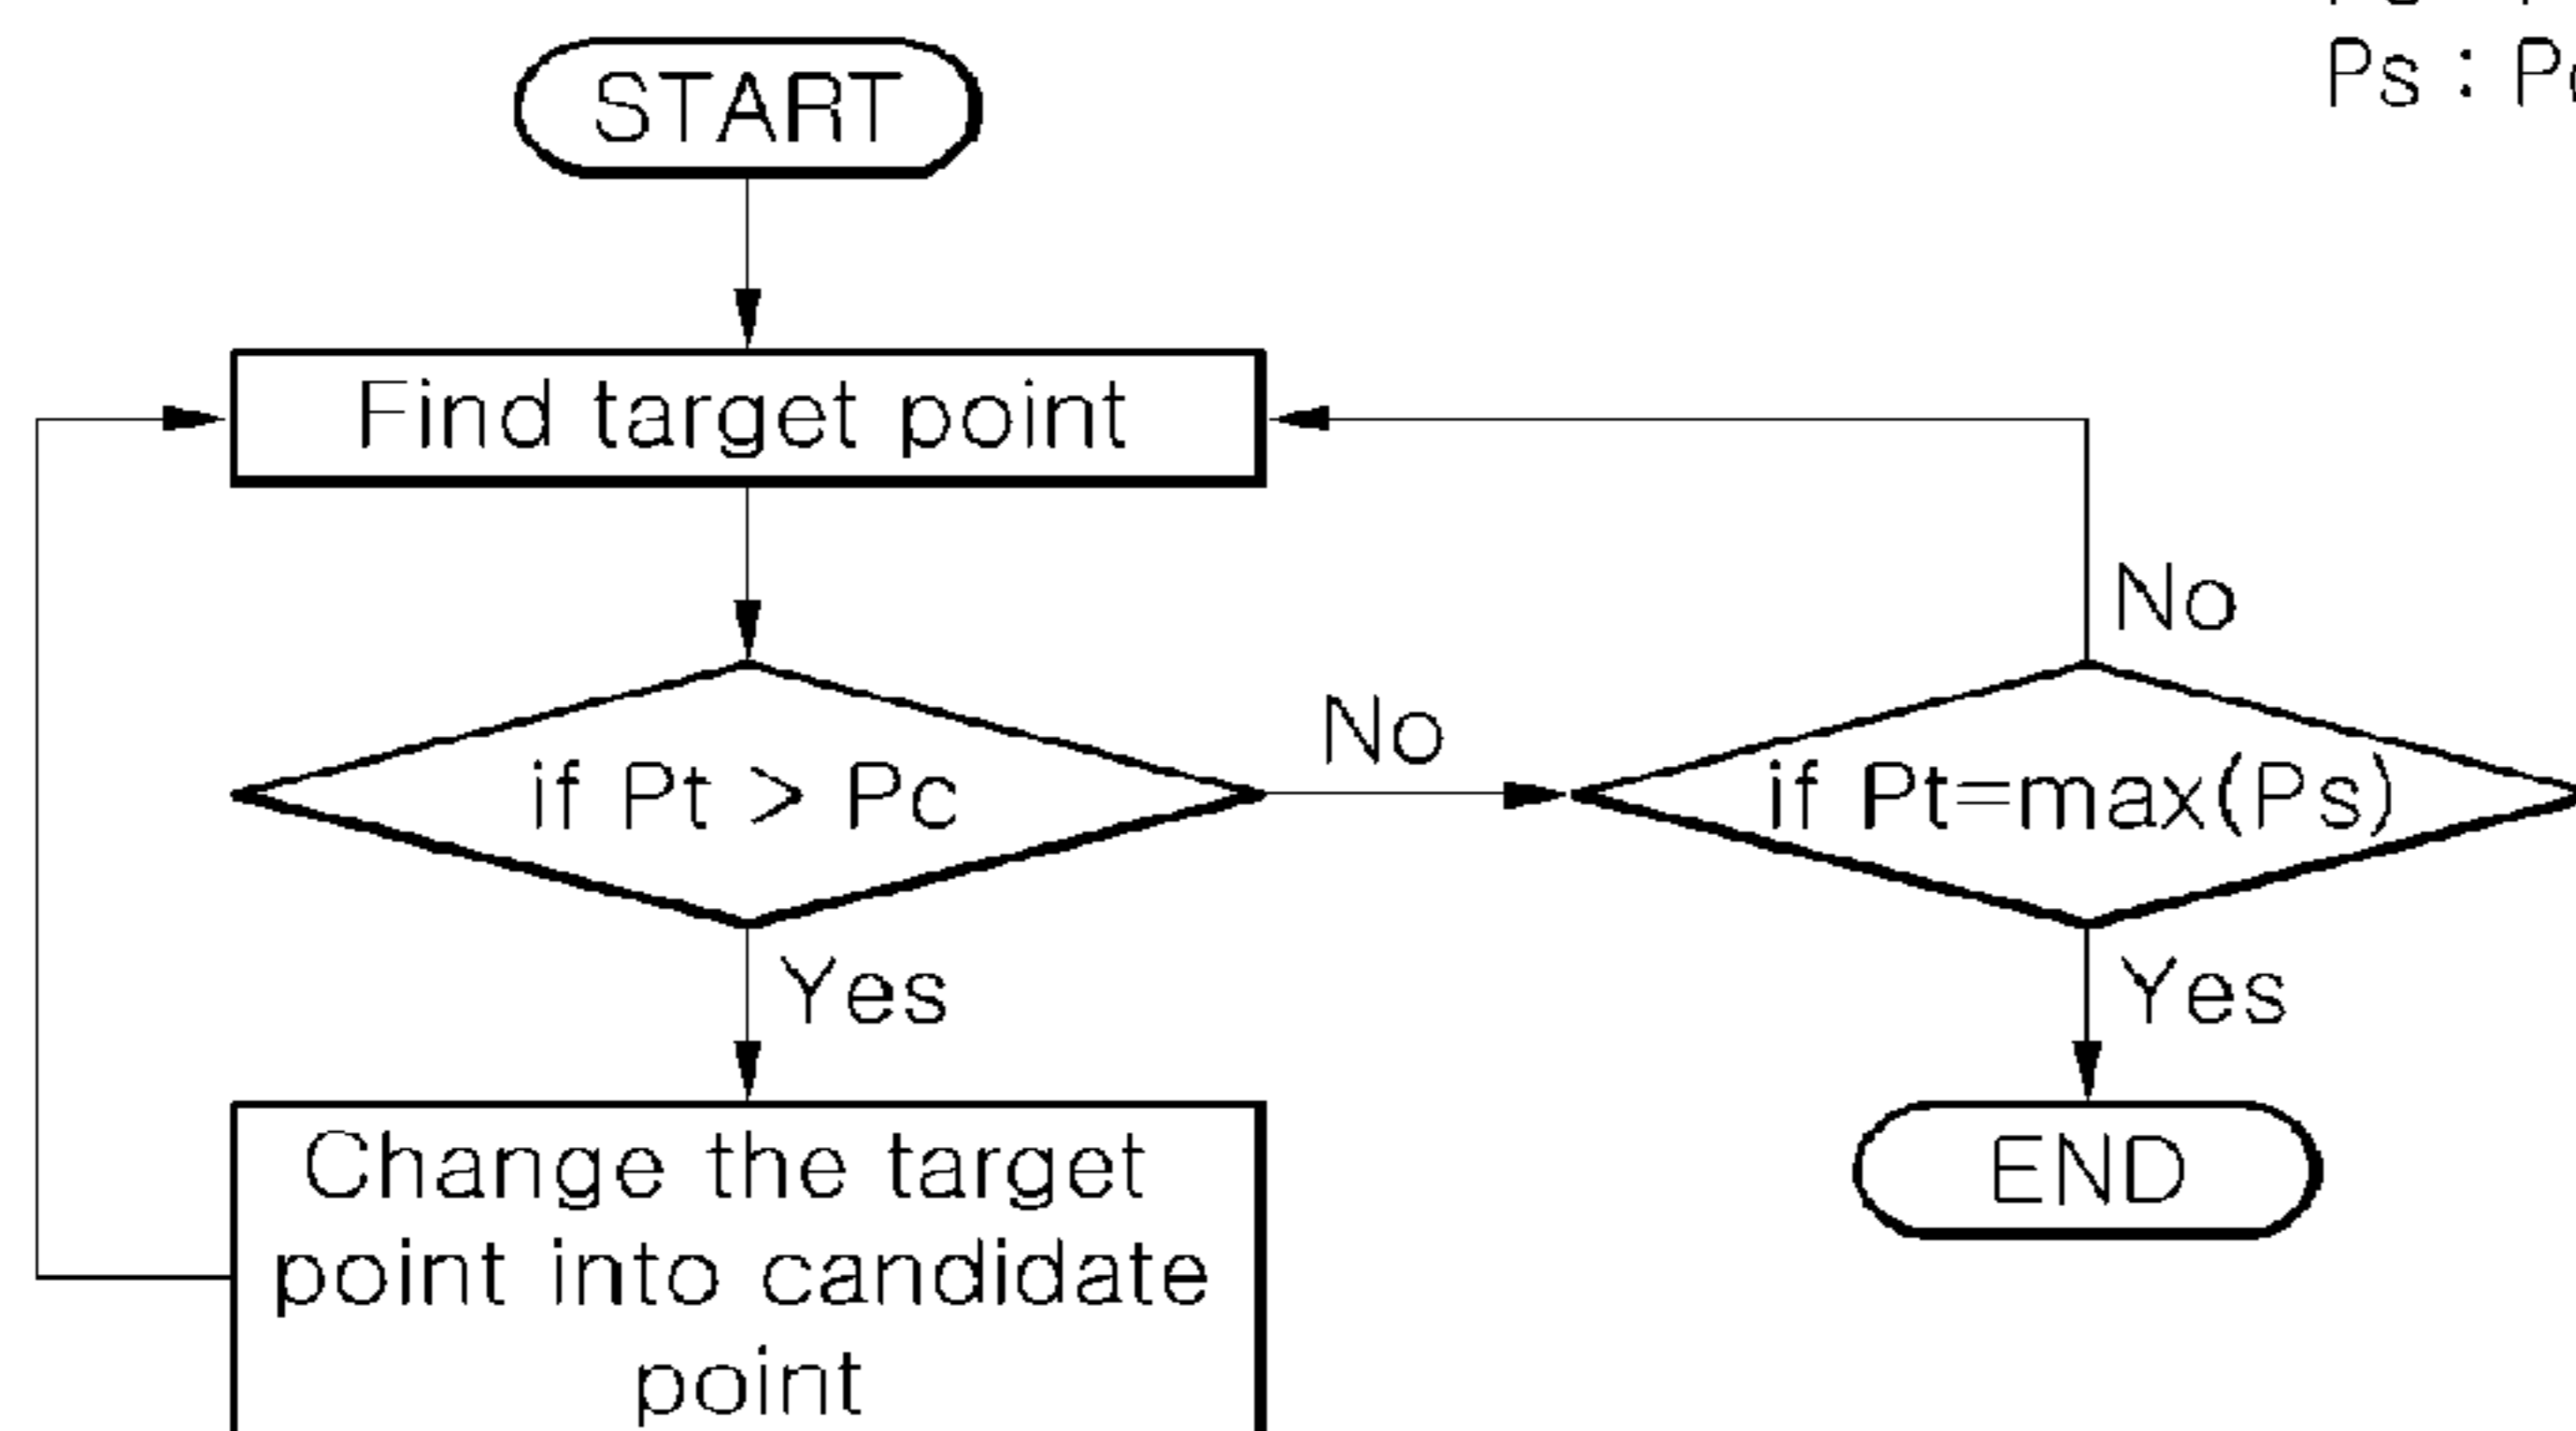 Ps :
START
Find target point
No
No
if Pt > Pc
if Pt=max(Ps)
Yes
Yes
Change the target
point into candidate
point
END